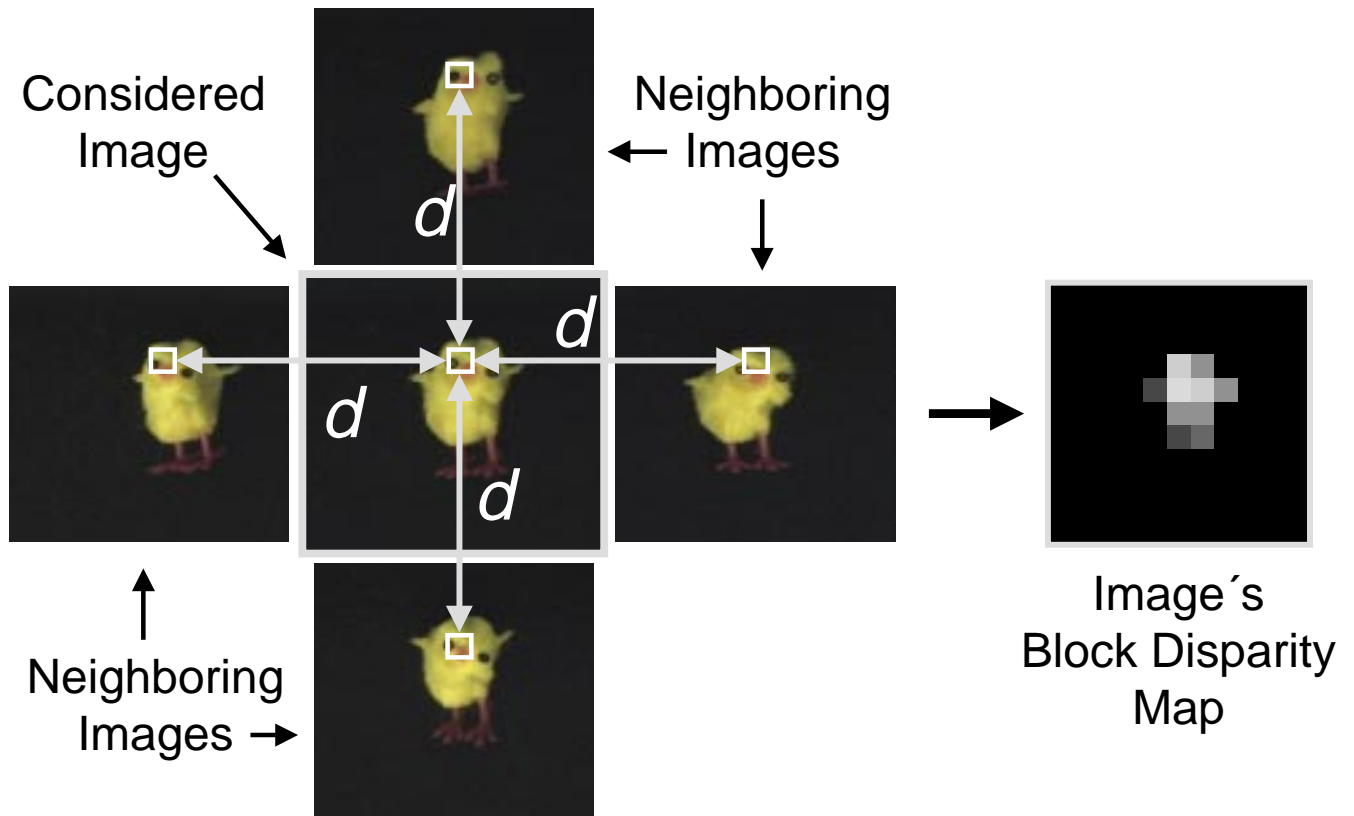 Considered
Image
Neighboring
Images
d
d
d
d
Neighboring
Images
Image´s
Block Disparity
Map